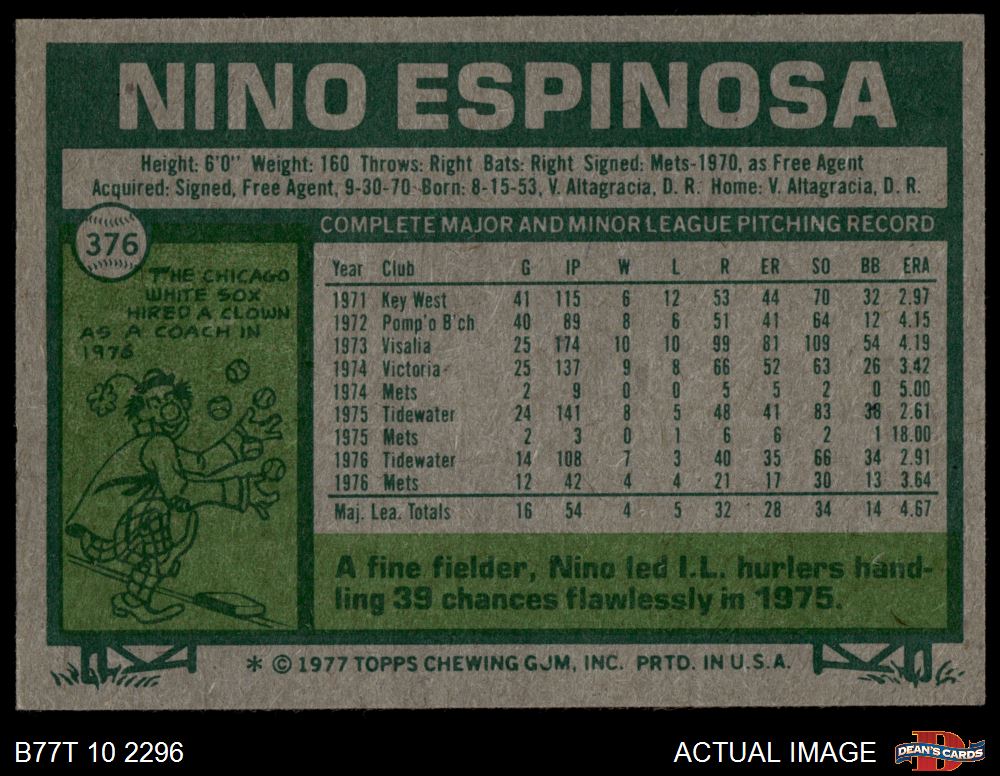 NINO ESPINOSA
Height: 6'0" Weight: 160 Throws: Right Bats: Right Signed: Mets-1970, as Free Agent
Acquired: Signed, Free Agent, 9-30-70 Born: 8-15-53, V. Altagracia, D. R. Home: V. Altagracia, D. R.
376
THE CHICAGO
WHITE SOX
HIRED A CLOWN
AS A COACH IN
1976
COMPLETE MAJOR AND MINOR LEAGUE PITCHING RECORD
Year Club G IP W L R ER SO BB ERA
1971 Key West 41 115 6 12 53 44 70 32 2.97
1972 Pomp'o B'ch 40 89 8 6 51 41 64 12 4.15
1973 Visalia 25 174 10 10 99 81 109 54 4.19
1974 Victoria 25 137 9 8 66 52 63 26 3.42
1974 Mets 2 9 0 0 5 5 2 0 5.00
1975 Tidewater 24 141 8 5 48 41 83 38 2.61
1975 Mets 2 3 0 1 6 6 2 1 18.00
1976 Tidewater 14 108 7 3 40 35 66 34 2.91
1976 Mets 12 42 4 4 21 17 30 13 3.64
Maj. Lea. Totals 16 54 4 5 32 28 34 14 4.67
A fine fielder, Nino led I.L. hurlers hand-
ling 39 chances flawlessly in 1975.
* © 1977 TOPPS CHEWING GUM, INC. PRTD. IN U.S.A.
B77T 10 2296
ACTUAL IMAGE
DEAN'S CARDS